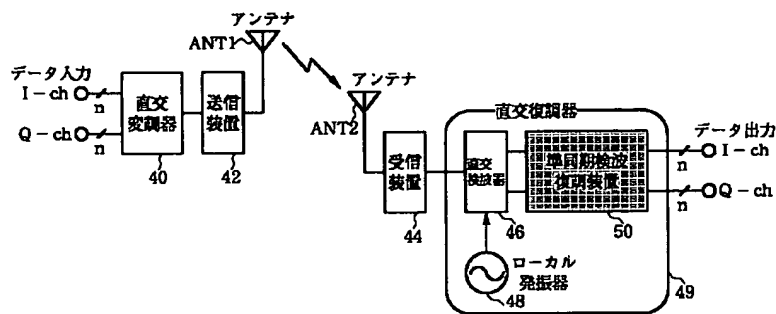 アンテナ
ANT1
データ入力
I-ch
n
Q-ch
n
直交
変調器
40
送信
装置
42
アンテナ
ANT2
受信
装置
44
直交復調器
直交
検波器
46
準同期検波
復調装置
50
データ出力
I-ch
n
Q-ch
n
ローカル
発振器
48
49